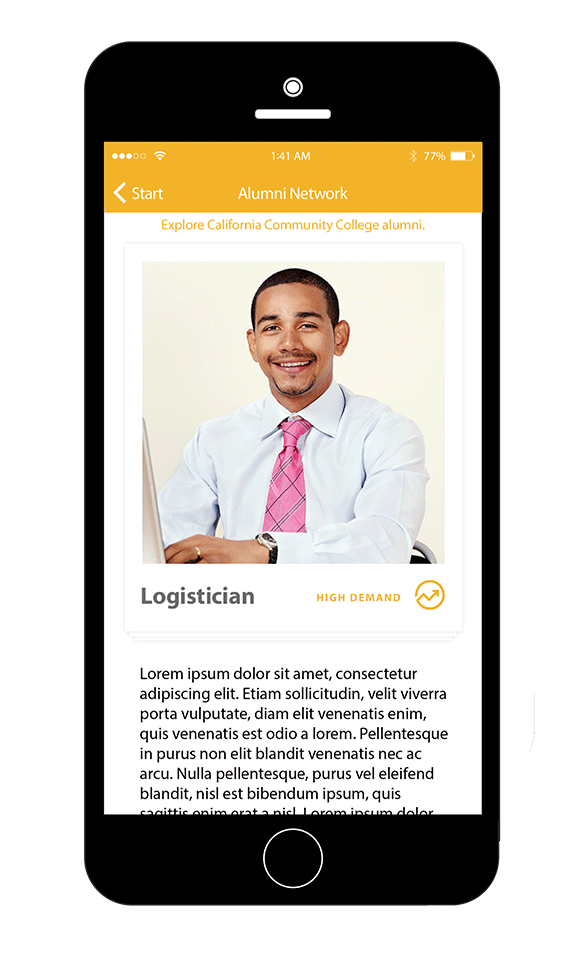 1:41 AM 77%
Start Alumni Network
Explore California Community College alumni.
Logistician HIGH DEMAND
Lorem ipsum dolor sit amet, consectetur
adipiscing elit. Etiam sollicitudin, velit viverra
porta vulputate, diam elit venenatis enim,
quis venenatis est odio a lorem. Pellentesque
in purus non elit blandit venenatis nec ac
arcu. Nulla pellentesque, purus vel eleifend
blandit, nisl est bibendum ipsum, quis
sagittis enim erat a nisl. Lorem ipsum dolor